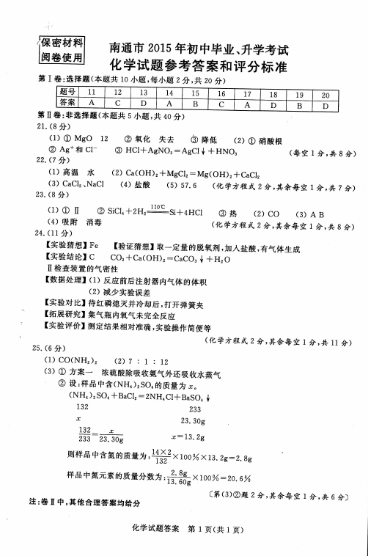 保密材料
阅卷使用
南通市2015年初中毕业、升学考试
化学试题参考答案和评分标准
第Ⅰ卷:选择题(本题共10小题,每小题2分,共20分)
题号 11 12 13 14 15 16 17 18 19 20
答案 A C D A B C A D B D
第Ⅱ卷:非选择题(本题共5小题,共40分)
21.(8分)
(1)① MgO 12 ② 氧化 失去 ③ 降低 (2)① 硝酸根
② Ag⁺和Cl⁻ ③ HCl+AgNO₃=AgCl↓+HNO₃ (每空1分,共8分)
22.(7分)
(1) 高温 水 (2) Ca(OH)₂+MgCl₂=Mg(OH)₂+CaCl₂
(3) CaCl₂、NaCl (4) 盐酸 (5) 57.6 (化学方程式2分,其余每空1分,共7分)
23.(8分)
(1) ① Ⅱ ② SiCl₄+2H₂ 110℃ Si+4HCl ③ 热 (2) CO (3) A B
(4) 吸附 消毒 (化学方程式2分,其余每空1分,共8分)
24.(11分)
【实验猜想】Fe 【验证猜想】取一定量的脱氧剂,加入盐酸,有气体生成
【实验结论】C CO₂+Ca(OH)₂=CaCO₃↓+H₂O
Ⅱ检查装置的气密性
【数据处理】(1) 反应前后注射器内气体的体积
(2) 减少实验误差
【实验对比】待红磷熄灭并冷却后,打开弹簧夹
【拓展研究】集气瓶内氧气未完全反应
【实验评价】测定结果相对准确,实验操作简便等
(化学方程式2分,其余每空1分,共11分)
25.(6分)
(1) CO(NH₂)₂ (2) 7:1:12
(3) ① 方案一 浓硫酸除吸收氨气外还吸收水蒸气
② 设:样品中含(NH₄)₂SO₄的质量为x。
(NH₄)₂SO₄+BaCl₂=2NH₄Cl+BaSO₄↓
132 233
x 23.30g
132/233=x/23.30g x=13.2g
则样品中含氮的质量为:14×2/132×100%×13.2g=2.8g
样品中氮元素的质量分数为:2.8g/13.60g×100%=20.6%
〔第(3)②题2分,其余每空1分,共6分〕
注:卷Ⅱ中,其他合理答案均给分
化学试题答案 第1页(共1页)